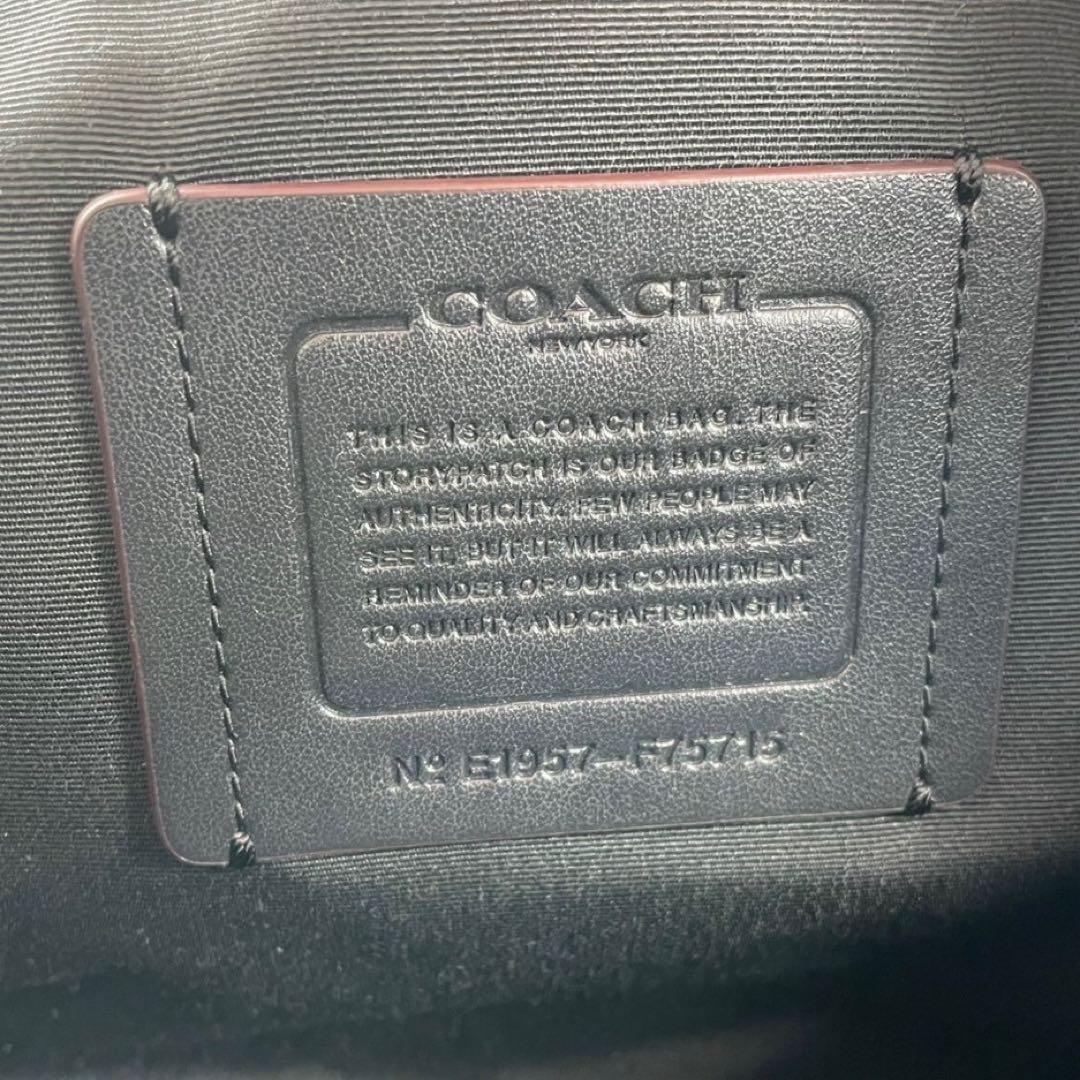 COACH
NEW YORK
THIS IS A COACH BAG. THE
STORYPATCH IS OUR BADGE OF
AUTHENTICITY. FEW PEOPLE MAY
SEE IT, BUT IT WILL ALWAYS BE A
REMINDER OF OUR COMMITMENT
TO QUALITY AND CRAFTSMANSHIP.
Nº E1957-F75715